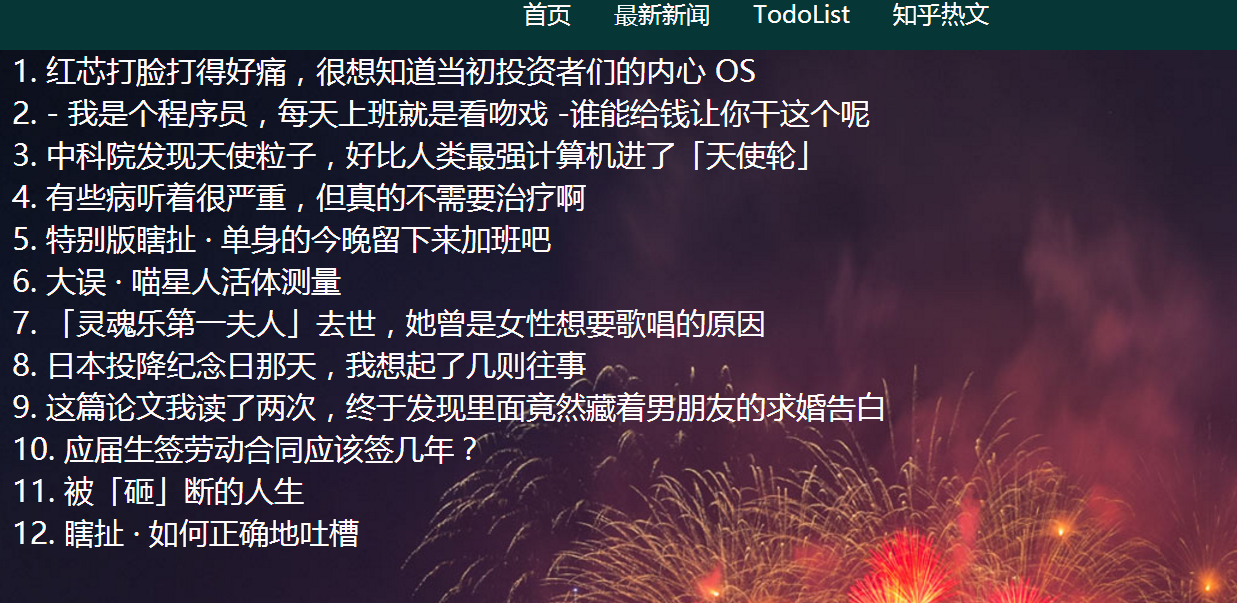 首页 最新新闻 TodoList 知乎热文
1. 红芯打脸打得好痛，很想知道当初投资者们的内心 OS
2. - 我是个程序员，每天上班就是看吻戏 -谁能给钱让你干这个呢
3. 中科院发现天使粒子，好比人类最强计算机进了「天使轮」
4. 有些病听着很严重，但真的不需要治疗啊
5. 特别版瞎扯 · 单身的今晚留下来加班吧
6. 大误 · 喵星人活体测量
7. 「灵魂乐第一夫人」去世，她曾是女性想要歌唱的原因
8. 日本投降纪念日那天，我想起了几则往事
9. 这篇论文我读了两次，终于发现里面竟然藏着男朋友的求婚告白
10. 应届生签劳动合同应该签几年？
11. 被「砸」断的人生
12. 瞎扯 · 如何正确地吐槽